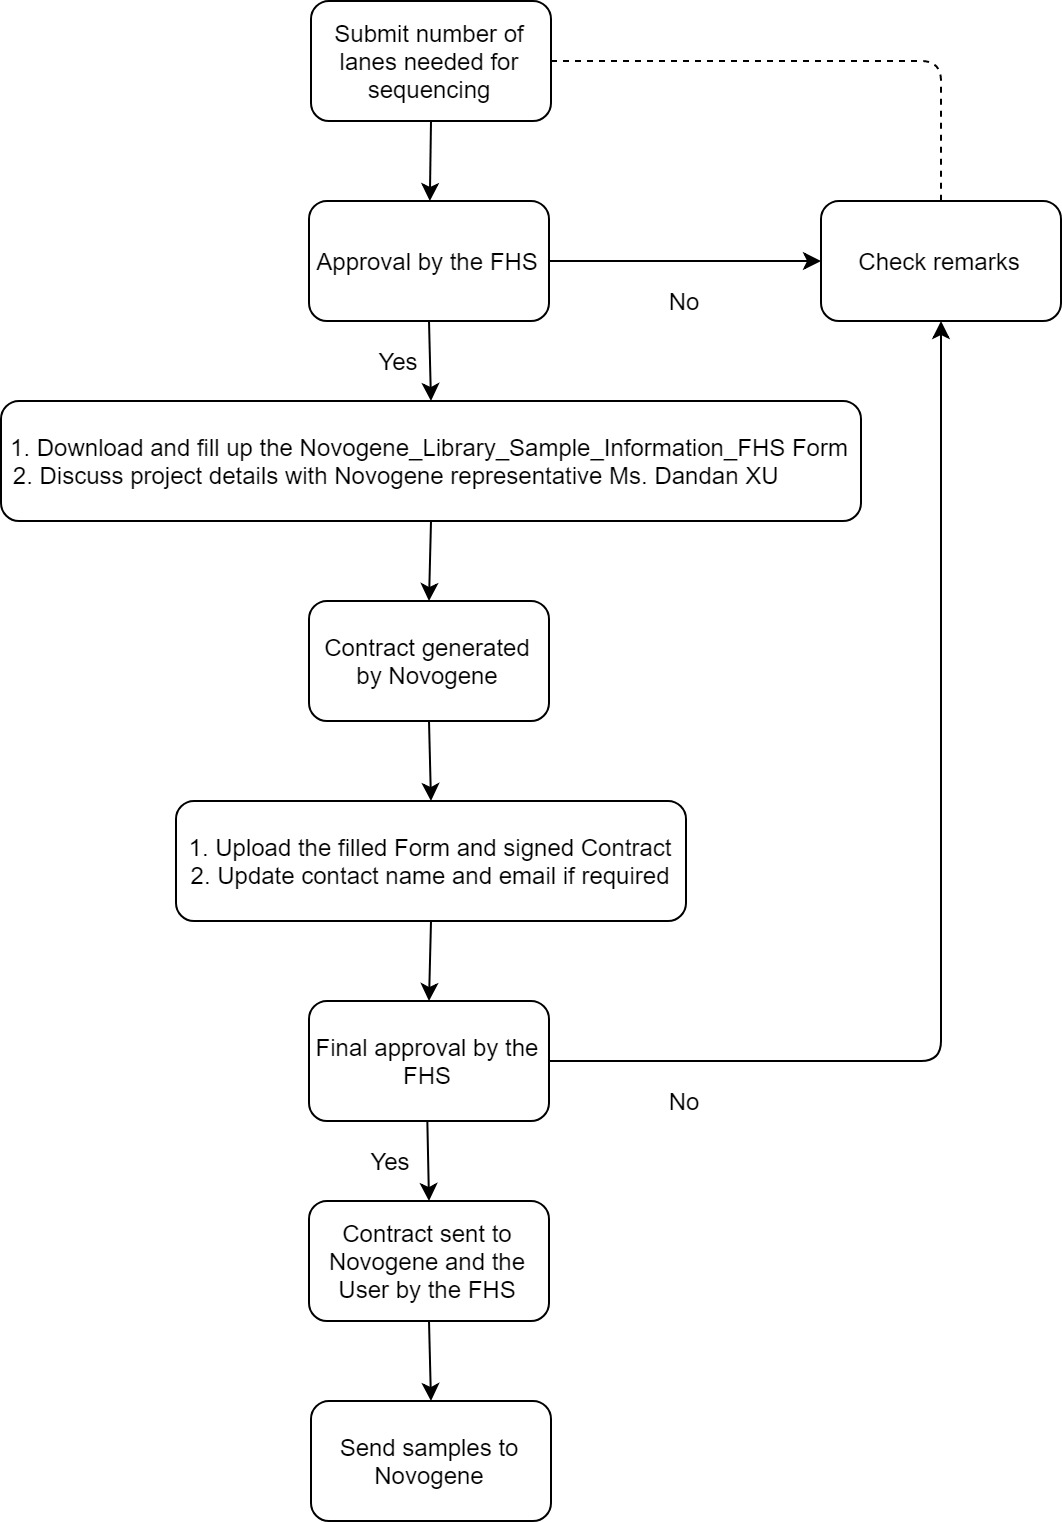 Submit number of
lanes needed for
sequencing
Approval by the FHS
No
Check remarks
Yes
1. Download and fill up the Novogene_Library_Sample_Information_FHS Form
2. Discuss project details with Novogene representative Ms. Dandan XU
Contract generated
by Novogene
1. Upload the filled Form and signed Contract
2. Update contact name and email if required
Final approval by the
FHS
No
Yes
Contract sent to
Novogene and the
User by the FHS
Send samples to
Novogene